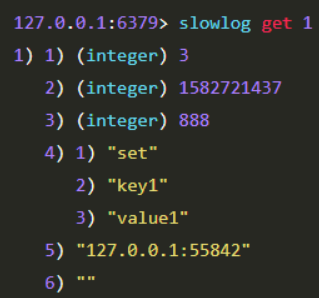 127.0.0.1:6379> slowlog get 1
1) 1) (integer) 3
   2) (integer) 1582721437
   3) (integer) 888
   4) 1) "set"
      2) "key1"
      3) "value1"
   5) "127.0.0.1:55842"
   6) ""